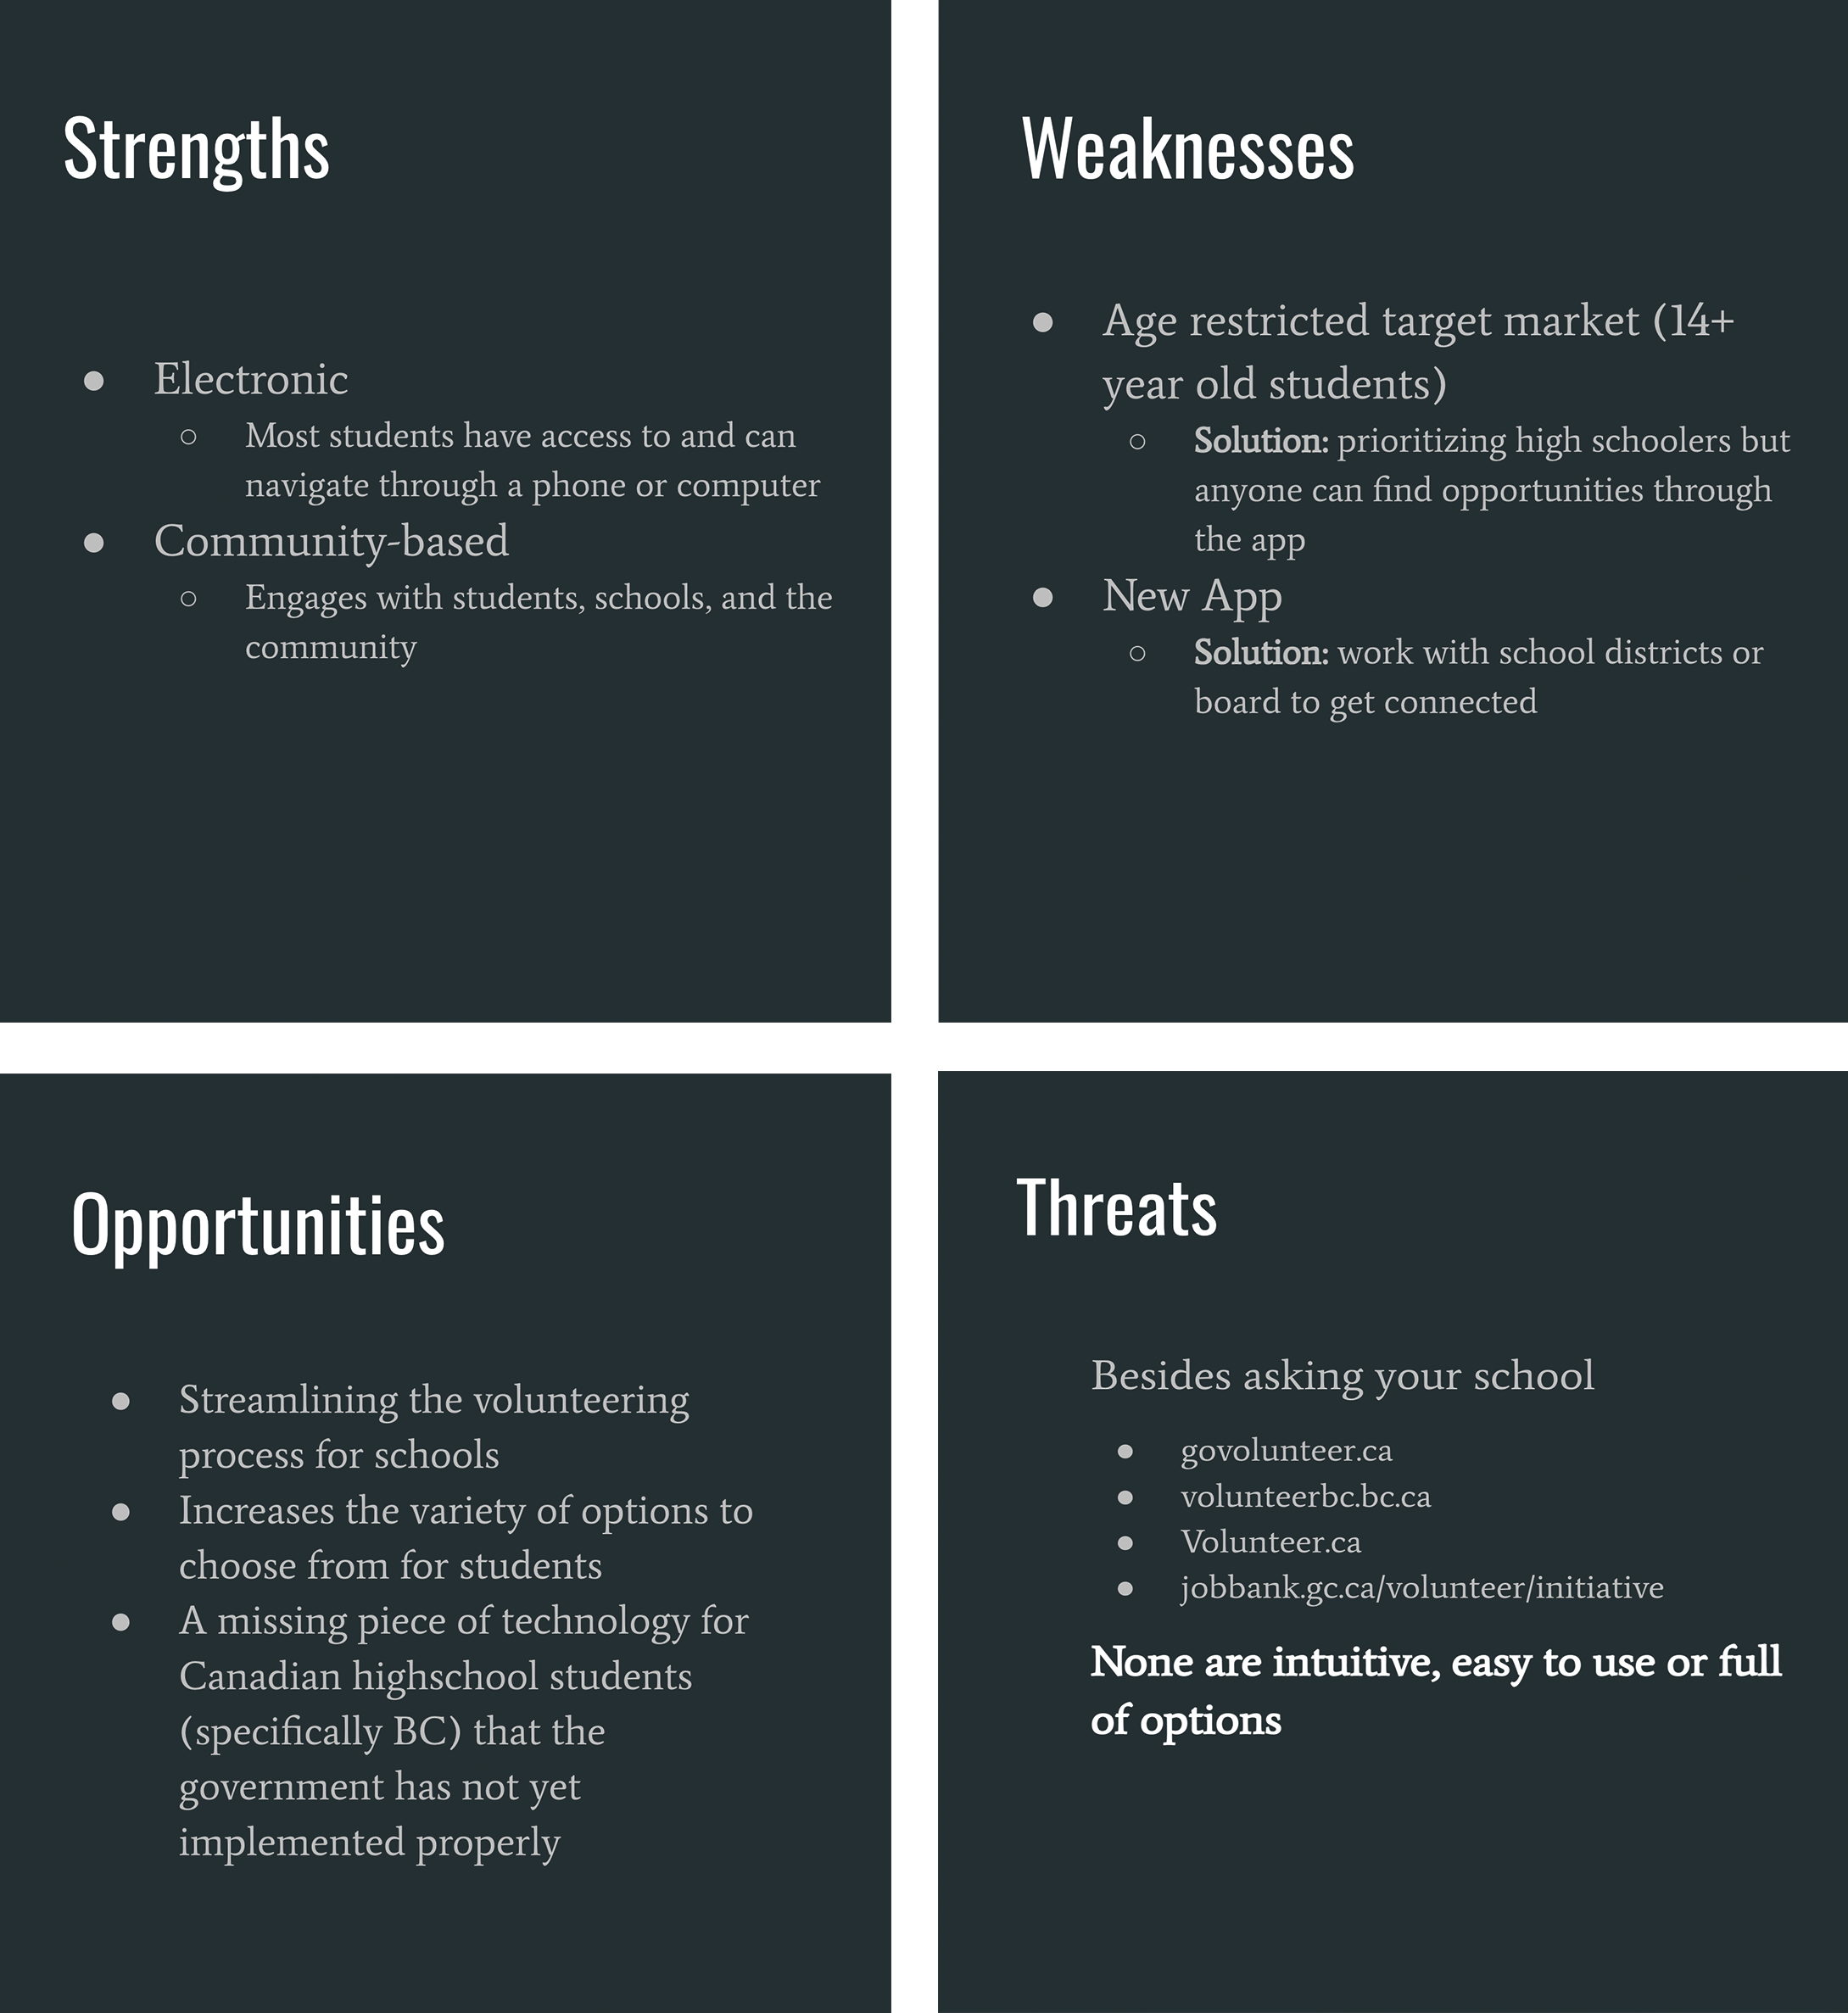 Strengths
● Electronic
○ Most students have access to and can
navigate through a phone or computer
● Community-based
○ Engages with students, schools, and the
community
Weaknesses
● Age restricted target market (14+
year old students)
○ Solution: prioritizing high schoolers but
anyone can find opportunities through
the app
● New App
○ Solution: work with school districts or
board to get connected
Opportunities
● Streamlining the volunteering
process for schools
● Increases the variety of options to
choose from for students
● A missing piece of technology for
Canadian highschool students
(specifically BC) that the
government has not yet
implemented properly
Threats
Besides asking your school
● govolunteer.ca
● volunteerbc.bc.ca
● Volunteer.ca
● jobbank.gc.ca/volunteer/initiative
None are intuitive, easy to use or full
of options